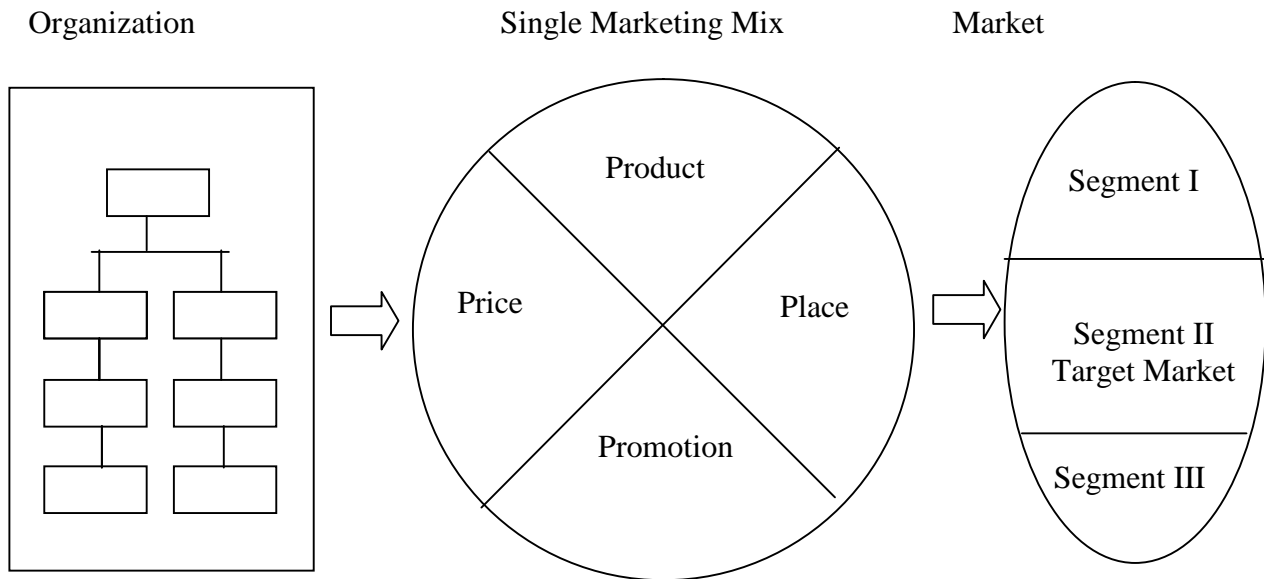 Organization
Single Marketing Mix
Market
Product
Price
Place
Promotion
Segment I
Segment II
Target Market
Segment III